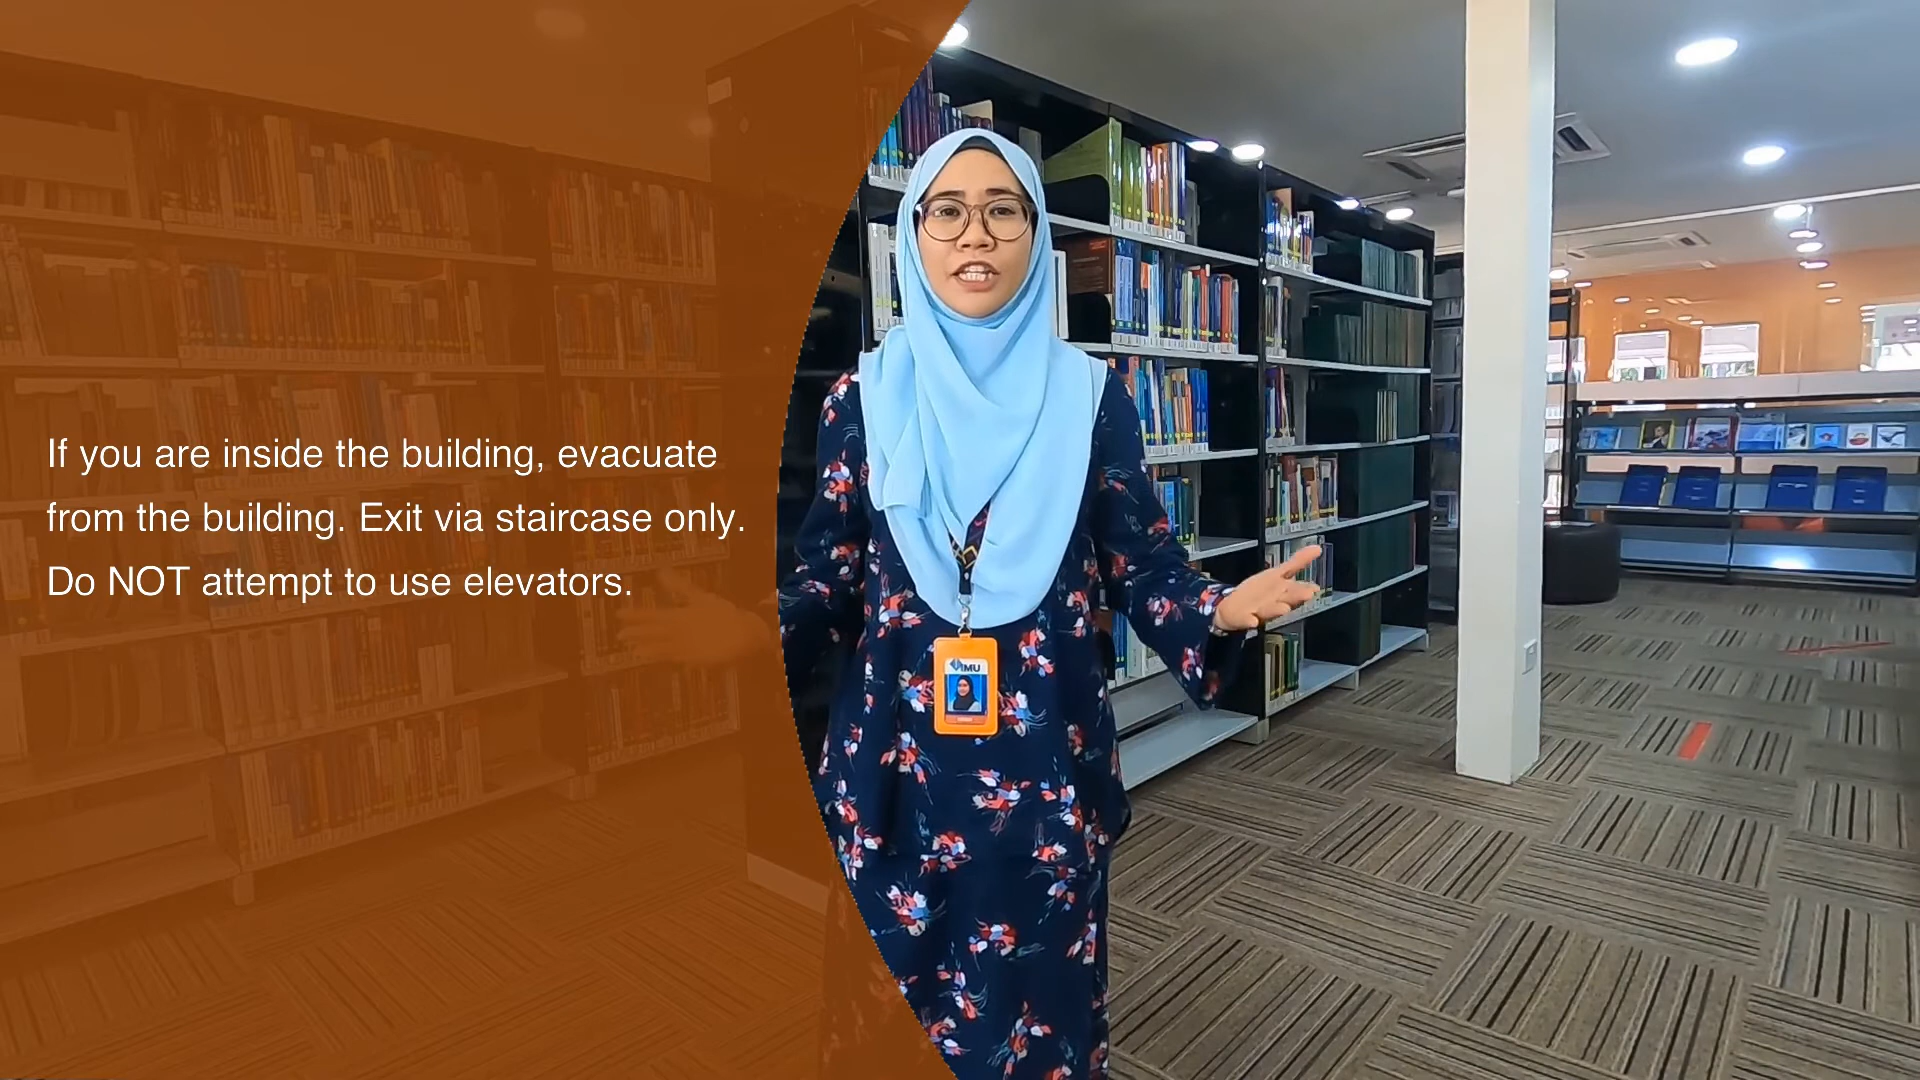 If you are inside the building, evacuate
from the building. Exit via staircase only.
Do NOT attempt to use elevators.
IMU